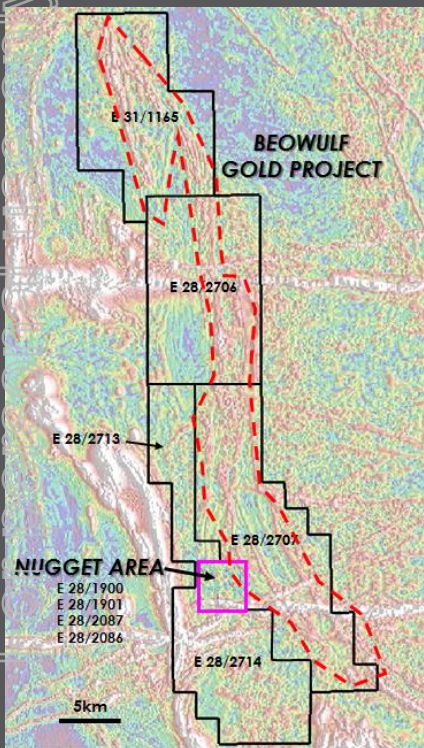 E 31/1165
BEOWULF
GOLD PROJECT
E 28/2706
E 28/2713
E 28/270
NUGGET AREA
E 28/1900
E 28/1901
E 28/2087
E 28/2086
E 28/2714
5km